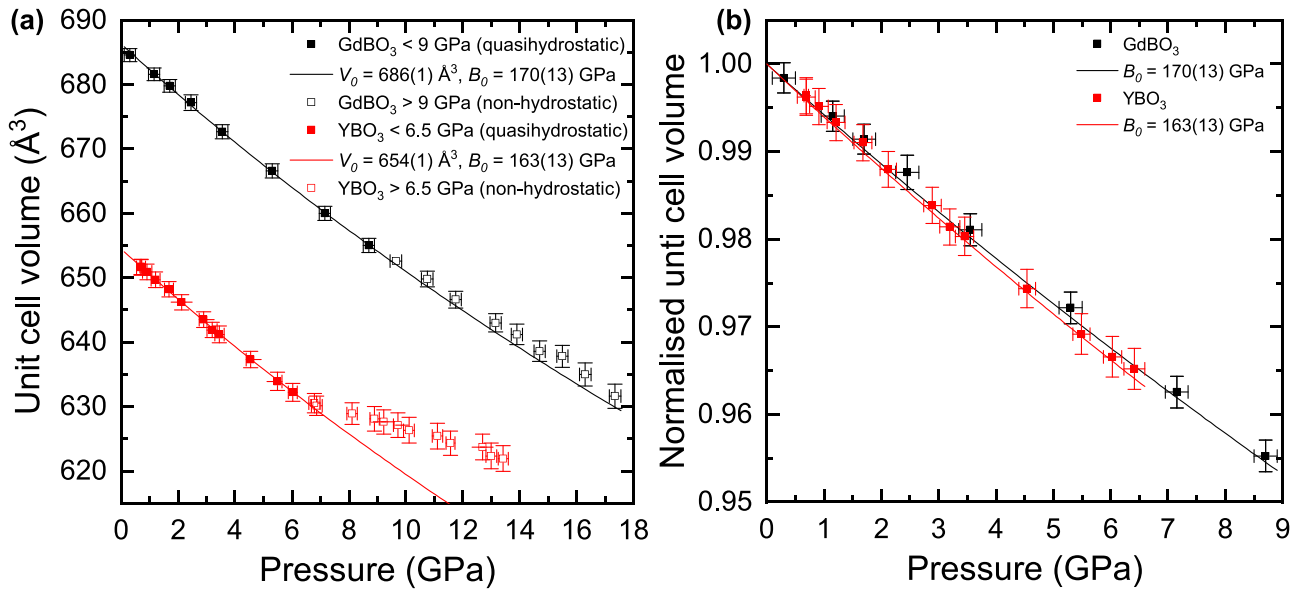 (a)
690
680
670
660
650
640
630
620
Unit cell volume (Å³)
GdBO₃ < 9 GPa (quasihydrostatic)
V₀ = 686(1) Å³, B₀ = 170(13) GPa
GdBO₃ > 9 GPa (non-hydrostatic)
YBO₃ < 6.5 GPa (quasihydrostatic)
V₀ = 654(1) Å³, B₀ = 163(13) GPa
YBO₃ > 6.5 GPa (non-hydrostatic)
0 2 4 6 8 10 12 14 16 18
Pressure (GPa)
(b)
1.00
0.99
0.98
0.97
0.96
0.95
Normalised unti cell volume
GdBO₃
B₀ = 170(13) GPa
YBO₃
B₀ = 163(13) GPa
0 1 2 3 4 5 6 7 8 9
Pressure (GPa)